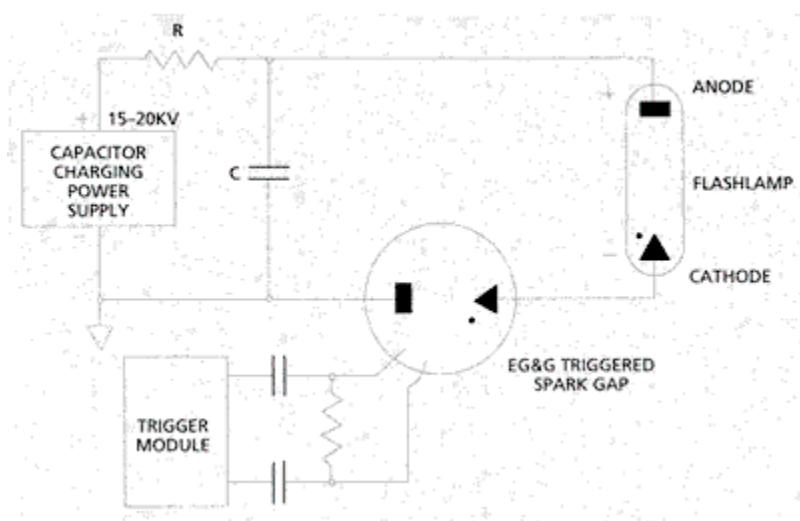 R
15–20KV
CAPACITOR
CHARGING
POWER
SUPPLY
C
ANODE
FLASHLAMP
CATHODE
EG&G TRIGGERED
SPARK GAP
TRIGGER
MODULE